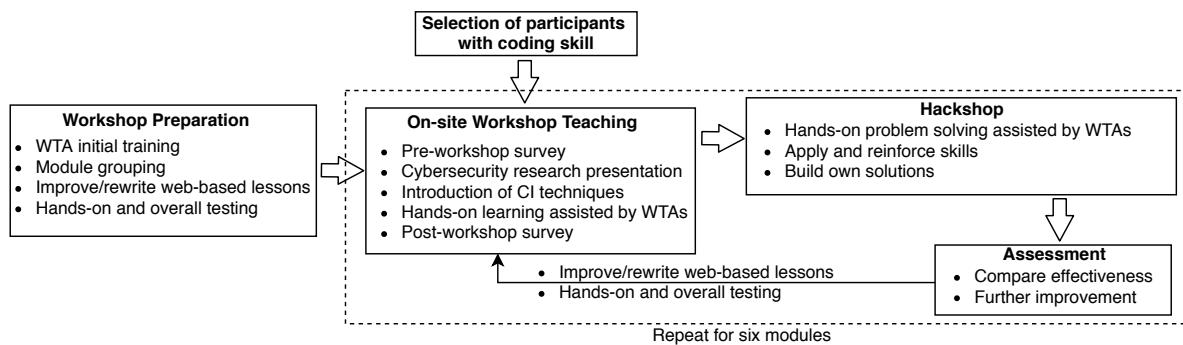 Selection of participants
with coding skill
Workshop Preparation
• WTA initial training
• Module grouping
• Improve/rewrite web-based lessons
• Hands-on and overall testing
On-site Workshop Teaching
• Pre-workshop survey
• Cybersecurity research presentation
• Introduction of CI techniques
• Hands-on learning assisted by WTAs
• Post-workshop survey
Hackshop
• Hands-on problem solving assisted by WTAs
• Apply and reinforce skills
• Build own solutions
Assessment
• Compare effectiveness
• Further improvement
• Improve/rewrite web-based lessons
• Hands-on and overall testing
Repeat for six modules